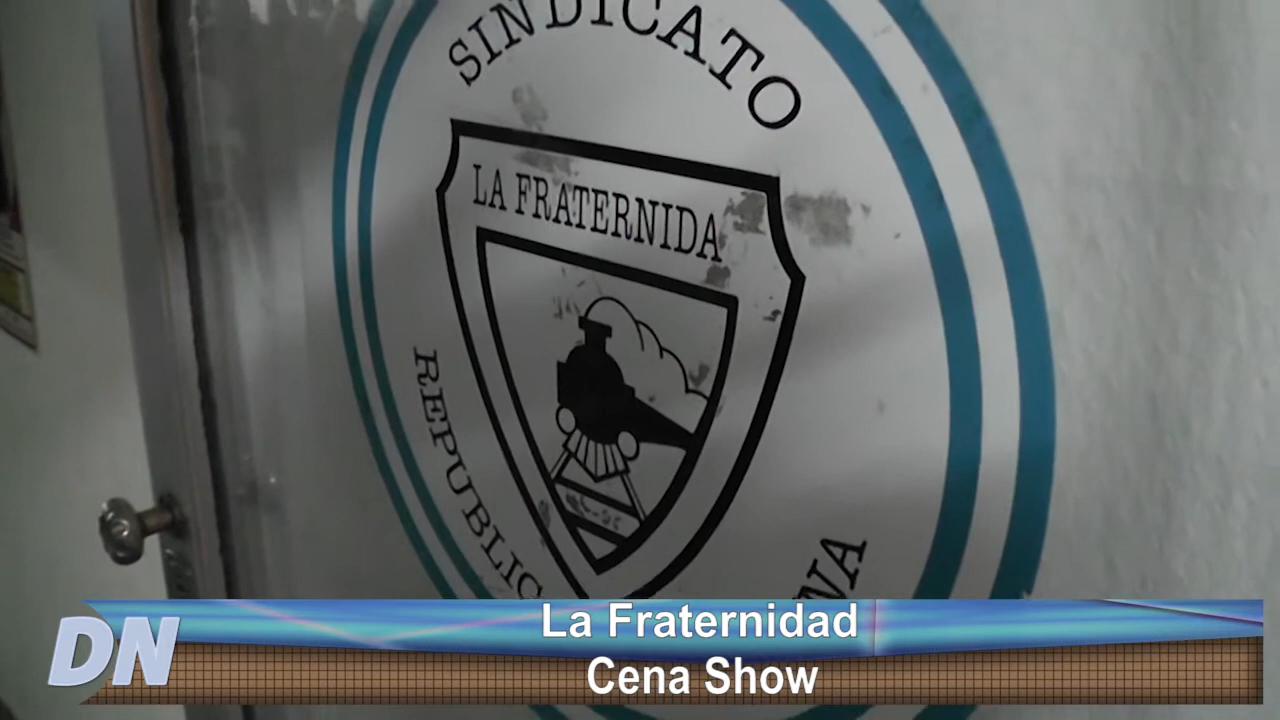 SINDICATO
LA FRATERNIDA
REPUBLIC
NA
La Fraternidad
DN
Cena Show